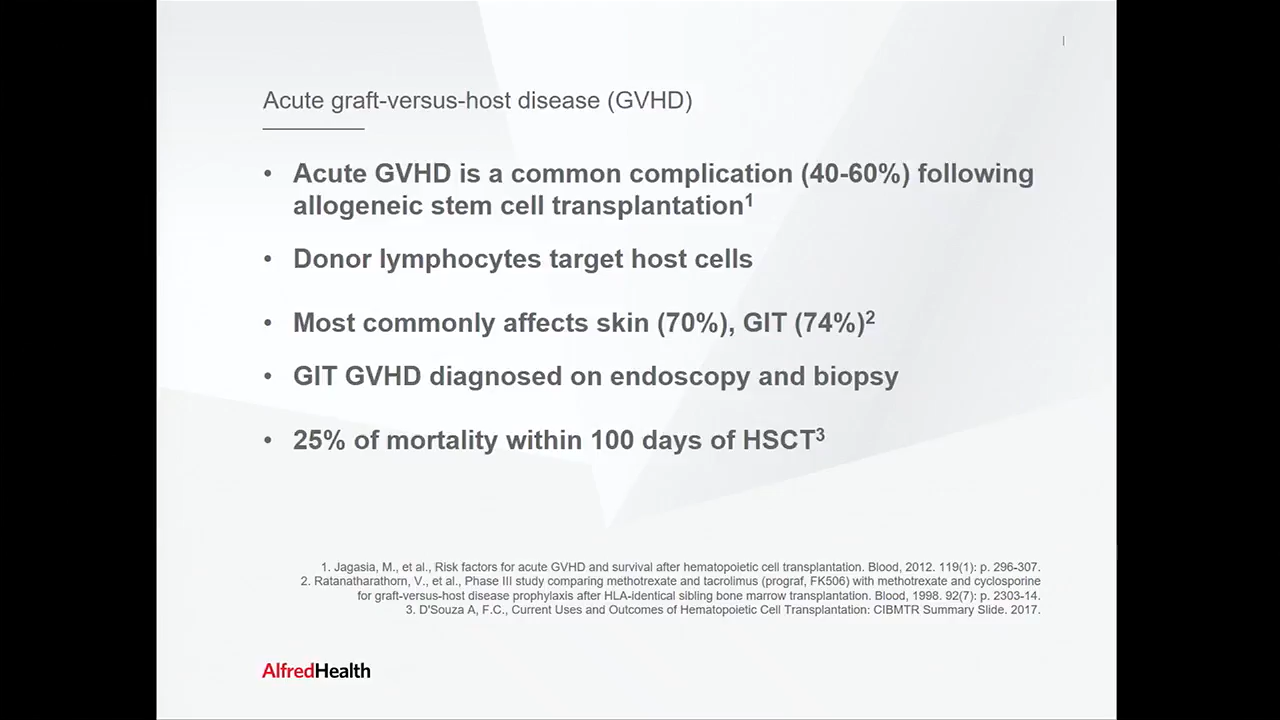 Acute graft-versus-host disease (GVHD)
• Acute GVHD is a common complication (40-60%) following
allogeneic stem cell transplantation1
• Donor lymphocytes target host cells
• Most commonly affects skin (70%), GIT (74%)2
• GIT GVHD diagnosed on endoscopy and biopsy
• 25% of mortality within 100 days of HSCT3
1. Jagasia, M., et al., Risk factors for acute GVHD and survival after hematopoietic cell transplantation. Blood, 2012. 119(1): p. 296-307.
2. Ratanatharathorn, V., et al., Phase III study comparing methotrexate and tacrolimus (prograf, FK506) with methotrexate and cyclosporine
for graft-versus-host disease prophylaxis after HLA-identical sibling bone marrow transplantation. Blood, 1998. 92(7): p. 2303-14.
3. D'Souza A, F.C., Current Uses and Outcomes of Hematopoietic Cell Transplantation: CIBMTR Summary Slide. 2017.
AlfredHealth